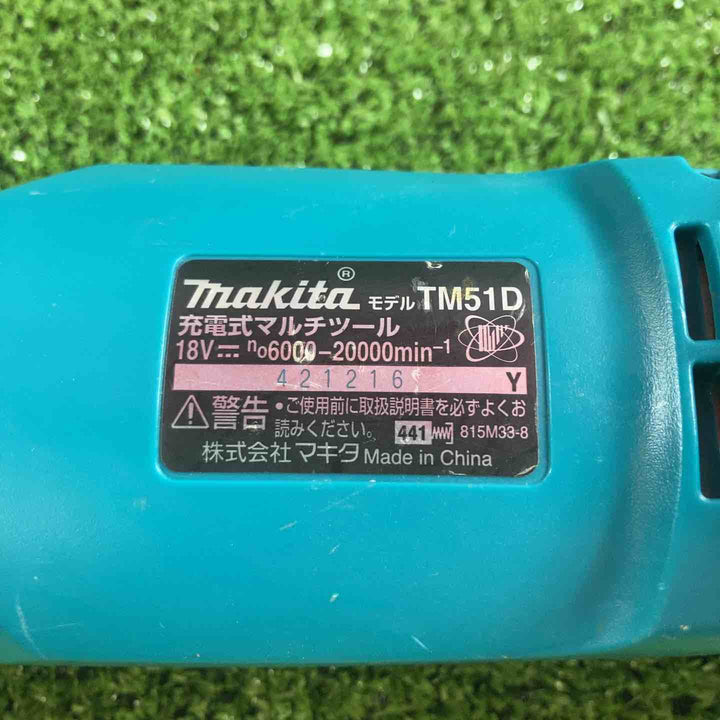 makita® モデル TM51D
充電式マルチツール
18V⎓ n₀6000–20000min⁻¹
421216 Y
警告・ご使用前に取扱説明書を必ずよくお
読みください。 441 815M33-8
株式会社 マキタ Made in China